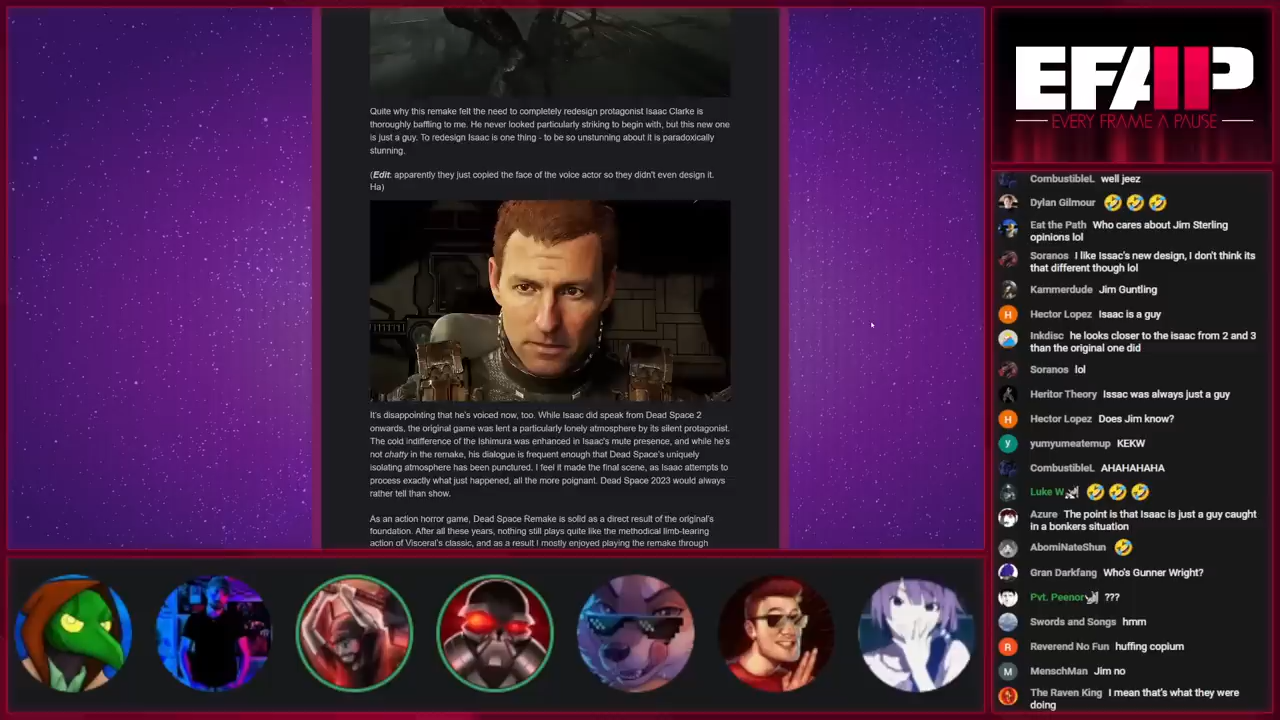 Quite why this remake felt the need to completely redesign protagonist Isaac Clarke is
thoroughly baffling to me. He never looked particularly striking to begin with, but this new one
is just a guy. To redesign Isaac is one thing - to be so unstunning about it is paradoxically
stunning.
(Edit: apparently they just copied the face of the voice actor so they didn't even design it.
Ha)
It's disappointing that he's voiced now, too. While Isaac did speak from Dead Space 2
onwards, the original game was lent a particularly lonely atmosphere by its silent protagonist.
The cold indifference of the Ishimura was enhanced in Isaac's mute presence, and while he's
not chatty in the remake, his dialogue is frequent enough that Dead Space's uniquely
isolating atmosphere has been punctured. I feel it made the final scene, as Isaac attempts to
process exactly what just happened, all the more poignant. Dead Space 2023 would always
rather tell than show.
As an action horror game, Dead Space Remake is solid as a direct result of the original's
foundation. After all these years, nothing still plays quite like the methodical limb-tearing
action of Visceral's classic, and as a result I mostly enjoyed playing the remake through
EFAP
EVERY FRAME A PAUSE
CombustibleL well jeez
Dylan Gilmour 🤣 🤣 🤣
Eat the Path Who cares about Jim Sterling
opinions lol
Soranos I like Issac's new design, I don't think its
that different though lol
Kammerdude Jim Guntling
H Hector Lopez Isaac is a guy
Inkdisc he looks closer to the isaac from 2 and 3
than the original one did
Soranos lol
Heritor Theory Issac was always just a guy
H Hector Lopez Does Jim know?
y yumyumeatemup KEKW
CombustibleL AHAHAHAHA
Luke W 🤣 🤣 🤣
Azure The point is that Isaac is just a guy caught
in a bonkers situation
AbomiNateShun 🤣
Gran Darkfang Who's Gunner Wright?
Pvt. Peenor ???
Swords and Songs hmm
R Reverend No Fun huffing copium
M MenschMan Jim no
The Raven King I mean that's what they were
doing